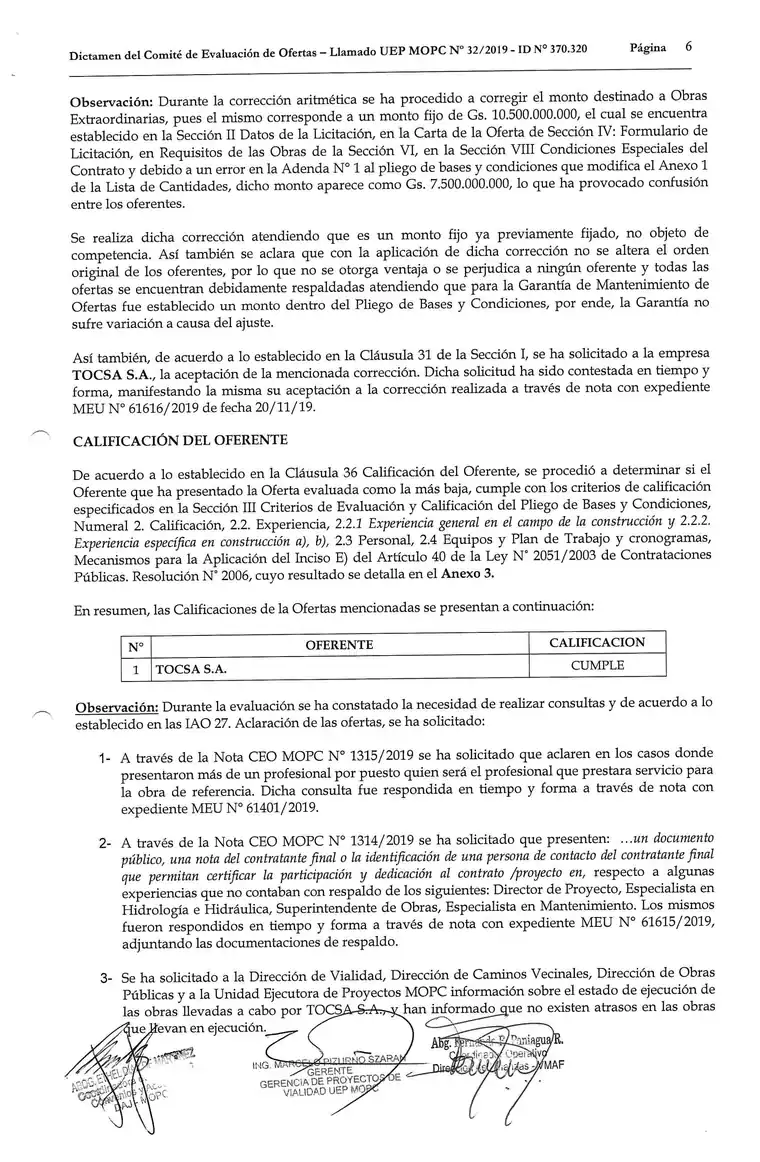 Dictamen del Comité de Evaluación de Ofertas – Llamado UEP MOPC N° 32/2019 - ID N° 370.320 Página 6
Observación: Durante la corrección aritmética se ha procedido a corregir el monto destinado a Obras
Extraordinarias, pues el mismo corresponde a un monto fijo de Gs. 10.500.000.000, el cual se encuentra
establecido en la Sección II Datos de la Licitación, en la Carta de la Oferta de Sección IV: Formulario de
Licitación, en Requisitos de las Obras de la Sección VI, en la Sección VIII Condiciones Especiales del
Contrato y debido a un error en la Adenda N° 1 al pliego de bases y condiciones que modifica el Anexo 1
de la Lista de Cantidades, dicho monto aparece como Gs. 7.500.000.000, lo que ha provocado confusión
entre los oferentes.
Se realiza dicha corrección atendiendo que es un monto fijo ya previamente fijado, no objeto de
competencia. Así también se aclara que con la aplicación de dicha corrección no se altera el orden
original de los oferentes, por lo que no se otorga ventaja o se perjudica a ningún oferente y todas las
ofertas se encuentran debidamente respaldadas atendiendo que para la Garantía de Mantenimiento de
Ofertas fue establecido un monto dentro del Pliego de Bases y Condiciones, por ende, la Garantía no
sufre variación a causa del ajuste.
Así también, de acuerdo a lo establecido en la Cláusula 31 de la Sección I, se ha solicitado a la empresa
TOCSA S.A., la aceptación de la mencionada corrección. Dicha solicitud ha sido contestada en tiempo y
forma, manifestando la misma su aceptación a la corrección realizada a través de nota con expediente
MEU N° 61616/2019 de fecha 20/11/19.
CALIFICACIÓN DEL OFERENTE
De acuerdo a lo establecido en la Cláusula 36 Calificación del Oferente, se procedió a determinar si el
Oferente que ha presentado la Oferta evaluada como la más baja, cumple con los criterios de calificación
especificados en la Sección III Criterios de Evaluación y Calificación del Pliego de Bases y Condiciones,
Numeral 2. Calificación, 2.2. Experiencia, 2.2.1 Experiencia general en el campo de la construcción y 2.2.2.
Experiencia específica en construcción a), b), 2.3 Personal, 2.4 Equipos y Plan de Trabajo y cronogramas,
Mecanismos para la Aplicación del Inciso E) del Artículo 40 de la Ley N° 2051/2003 de Contrataciones
Públicas. Resolución N° 2006, cuyo resultado se detalla en el Anexo 3.
En resumen, las Calificaciones de la Ofertas mencionadas se presentan a continuación:
N° OFERENTE CALIFICACION
1 TOCSA S.A. CUMPLE
Observación: Durante la evaluación se ha constatado la necesidad de realizar consultas y de acuerdo a lo
establecido en las IAO 27. Aclaración de las ofertas, se ha solicitado:
1- A través de la Nota CEO MOPC N° 1315/2019 se ha solicitado que aclaren en los casos donde
presentaron más de un profesional por puesto quien será el profesional que prestara servicio para
la obra de referencia. Dicha consulta fue respondida en tiempo y forma a través de nota con
expediente MEU N° 61401/2019.
2- A través de la Nota CEO MOPC N° 1314/2019 se ha solicitado que presenten: …un documento
público, una nota del contratante final o la identificación de una persona de contacto del contratante final
que permitan certificar la participación y dedicación al contrato /proyecto en, respecto a algunas
experiencias que no contaban con respaldo de los siguientes: Director de Proyecto, Especialista en
Hidrología e Hidráulica, Superintendente de Obras, Especialista en Mantenimiento. Los mismos
fueron respondidos en tiempo y forma a través de nota con expediente MEU N° 61615/2019,
adjuntando las documentaciones de respaldo.
3- Se ha solicitado a la Dirección de Vialidad, Dirección de Caminos Vecinales, Dirección de Obras
Públicas y a la Unidad Ejecutora de Proyectos MOPC información sobre el estado de ejecución de
las obras llevadas a cabo por TOCSA S.A., y han informado que no existen atrasos en las obras
que llevan en ejecución.
ING. MARCELO PIZURNO SZARAN
GERENTE
GERENCIA DE PROYECTOS DE
VIALIDAD UEP MOPC
Abg. Paniagua R.
Operativo
VMAF
DAJ - MOPC